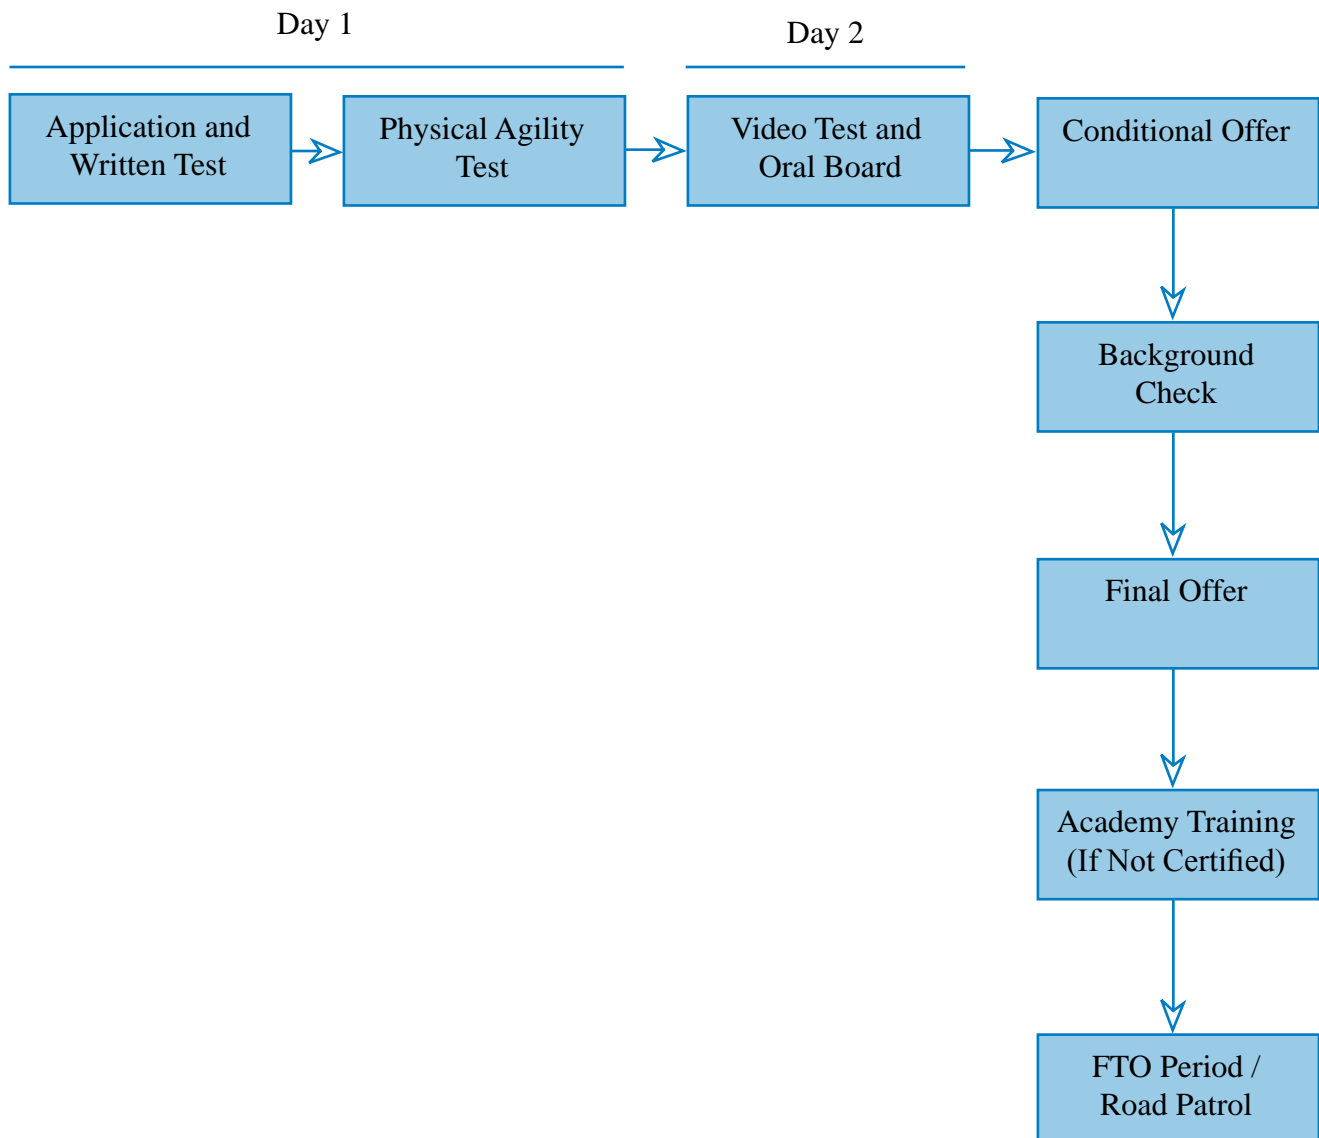 Day 1
Day 2
Application and
Written Test
Physical Agility
Test
Video Test and
Oral Board
Conditional Offer
Background
Check
Final Offer
Academy Training
(If Not Certified)
FTO Period /
Road Patrol